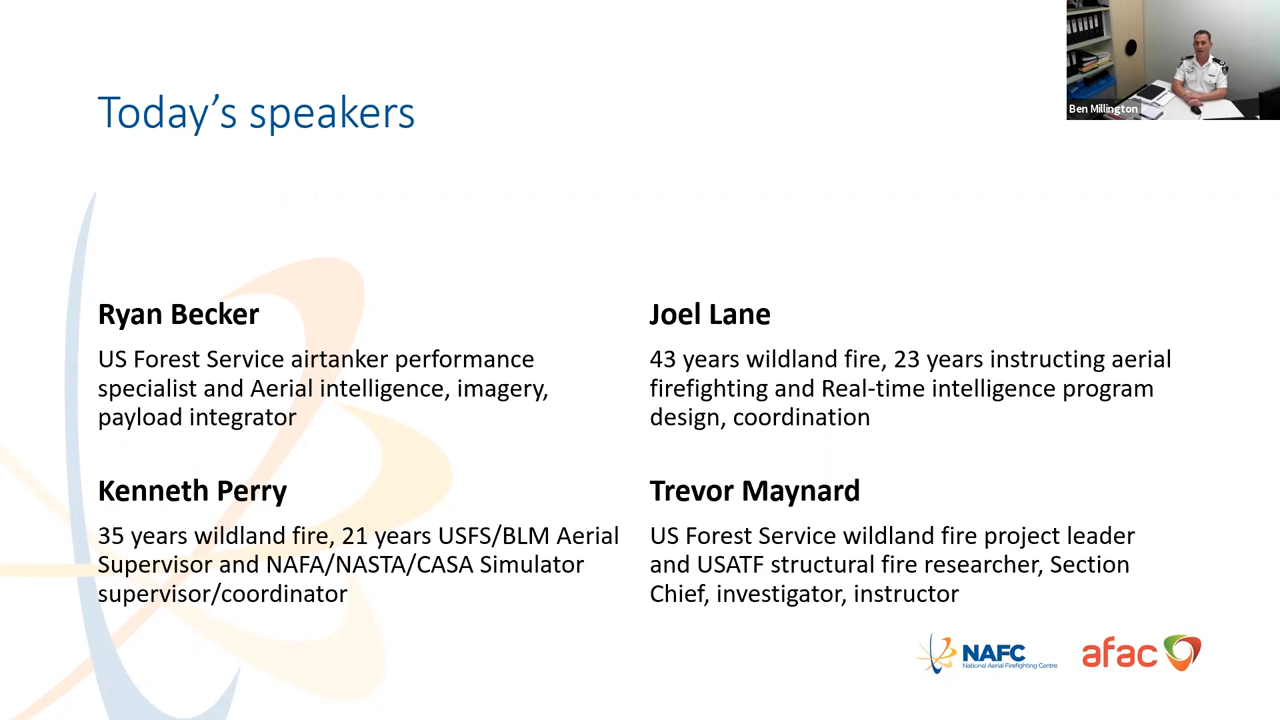 Today's speakers
Ben Millington
Ryan Becker
US Forest Service airtanker performance
specialist and Aerial intelligence, imagery,
payload integrator
Joel Lane
43 years wildland fire, 23 years instructing aerial
firefighting and Real-time intelligence program
design, coordination
Kenneth Perry
35 years wildland fire, 21 years USFS/BLM Aerial
Supervisor and NAFA/NASTA/CASA Simulator
supervisor/coordinator
Trevor Maynard
US Forest Service wildland fire project leader
and USATF structural fire researcher, Section
Chief, investigator, instructor
NAFC
National Aerial Firefighting Centre
afac